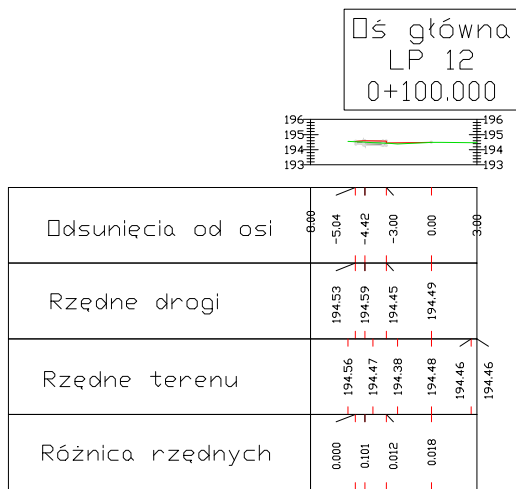 Oś główna
LP 12
0+100.000
196 196
195 195
194 194
193 193
Odsunięcia od osi -5.04 -4.42 -3.00 0.00 3.00
Rzędne drogi 194.53 194.59 194.45 194.49
Rzędne terenu 194.56 194.47 194.38 194.48 194.46 194.46
Różnica rzędnych 0.000 0.101 0.012 0.018